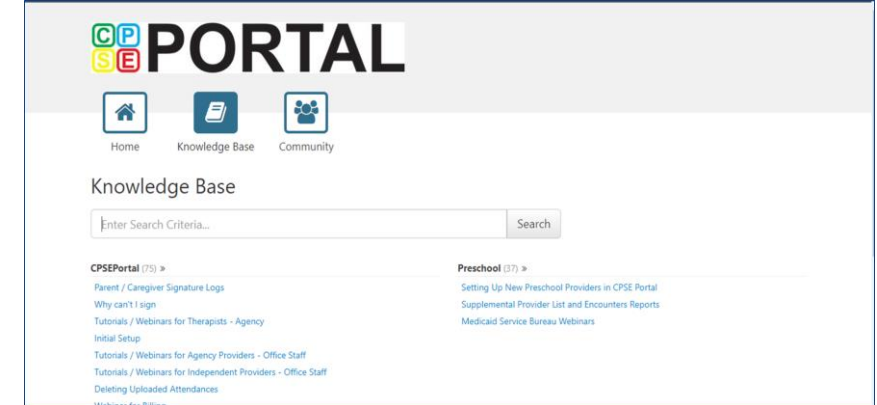 CPSE PORTAL
Home Knowledge Base Community
Knowledge Base
Enter Search Criteria... Search
CPSEPortal (75) »
Parent / Caregiver Signature Logs
Why can't I sign
Tutorials / Webinars for Therapists - Agency
Initial Setup
Tutorials / Webinars for Agency Providers - Office Staff
Tutorials / Webinars for Independent Providers - Office Staff
Deleting Uploaded Attendances
Webinar for Billing
Preschool (37) »
Setting Up New Preschool Providers in CPSE Portal
Supplemental Provider List and Encounters Reports
Medicaid Service Bureau Webinars